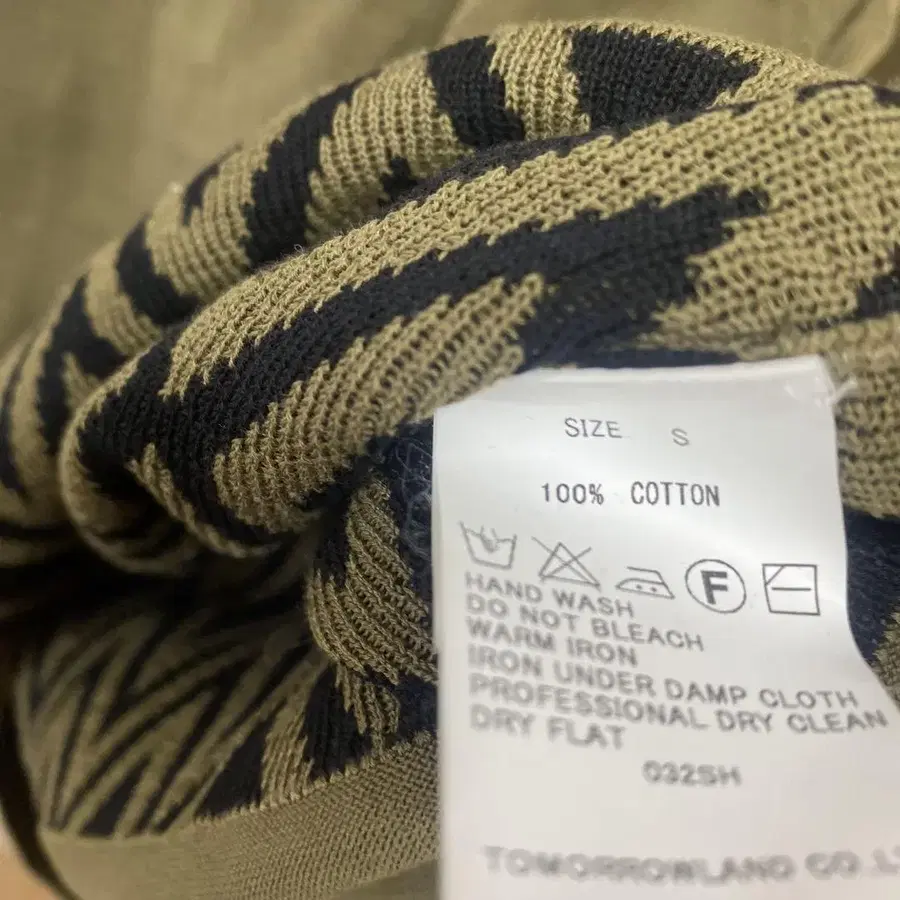 SIZE S
100% COTTON
F
HAND WASH
DO NOT BLEACH
WARM IRON
IRON UNDER DAMP CLOTH
PROFESSIONAL DRY CLEAN
DRY FLAT
032SH
TOMORROWLAND CO.,L